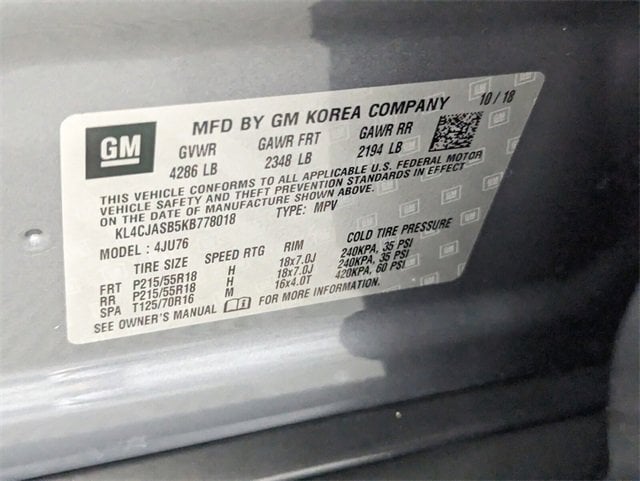 GM
MFD BY GM KOREA COMPANY 10/18
GVWR GAWR FRT GAWR RR
4286 LB 2348 LB 2194 LB
THIS VEHICLE CONFORMS TO ALL APPLICABLE U.S. FEDERAL MOTOR
VEHICLE SAFETY AND THEFT PREVENTION STANDARDS IN EFFECT
ON THE DATE OF MANUFACTURE SHOWN ABOVE.
KL4CJASB5KB778018 TYPE: MPV
MODEL: 4JU76
TIRE SIZE SPEED RTG RIM COLD TIRE PRESSURE
FRT P215/55R18 H 18x7.0J 240KPA, 35 PSI
RR P215/55R18 H 18x7.0J 240KPA, 35 PSI
SPA T125/70R16 M 16x4.0T 420KPA, 60 PSI
SEE OWNER'S MANUAL FOR MORE INFORMATION.